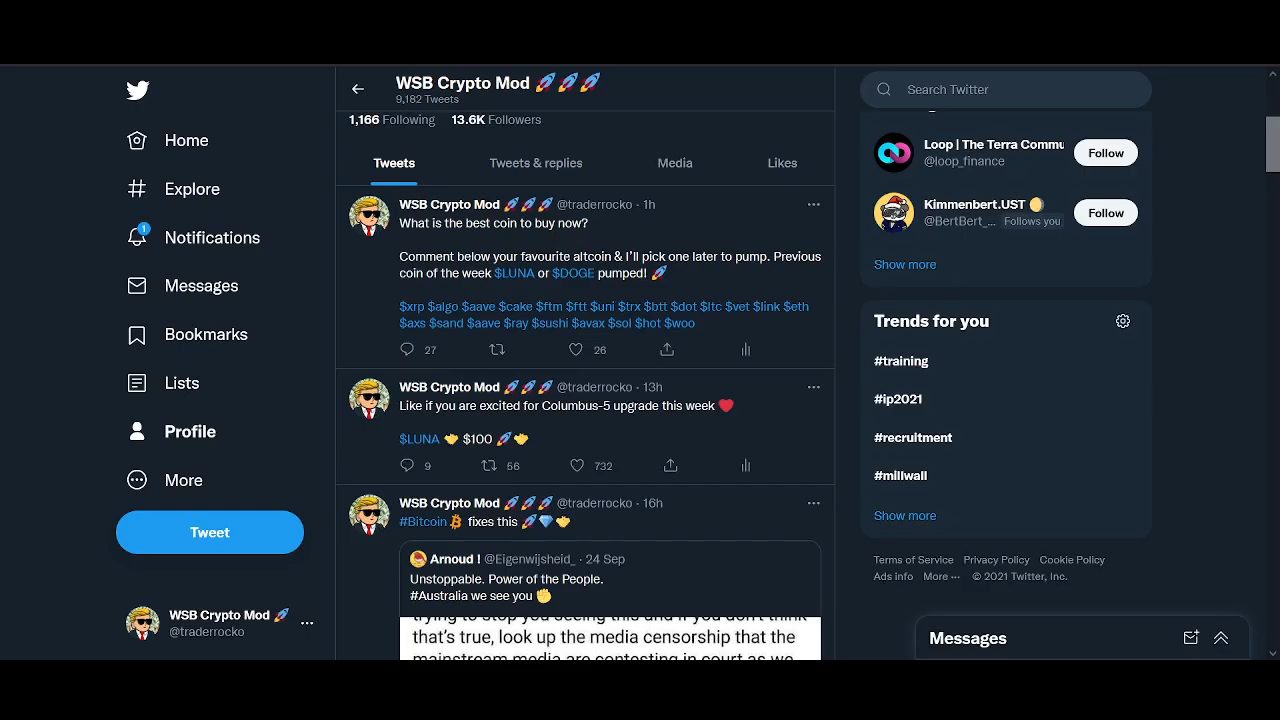 WSB Crypto Mod 🚀🚀🚀
9,182 Tweets
1,166 Following 13.6K Followers
Tweets Tweets & replies Media Likes
Home
Explore
1
Notifications
Messages
Bookmarks
Lists
Profile
More
Tweet
WSB Crypto Mod 🚀
@traderrocko
WSB Crypto Mod 🚀🚀🚀 @traderrocko · 1h
What is the best coin to buy now?
Comment below your favourite altcoin & I'll pick one later to pump. Previous
coin of the week $LUNA or $DOGE pumped! 🚀
$xrp $algo $aave $cake $ftm $ftt $uni $trx $btt $dot $ltc $vet $link $eth
$axs $sand $aave $ray $sushi $avax $sol $hot $woo
27 26
WSB Crypto Mod 🚀🚀🚀 @traderrocko · 13h
Like if you are excited for Columbus-5 upgrade this week ❤️
$LUNA 🤝 $100 🚀🤝
9 56 732
WSB Crypto Mod 🚀🚀🚀 @traderrocko · 16h
#Bitcoin fixes this 🚀💎🤝
Arnoud ! @Eigenwijsheid_ · 24 Sep
Unstoppable. Power of the People.
#Australia we see you ✊
trying to stop you seeing this and if you don't think
that's true, look up the media censorship that the
mainstream media are contesting in court as we
Search Twitter
Loop | The Terra Commu
@loop_finance
Follow
Kimmenbert.UST 🌖
@BertBert_... Follows you
Follow
Show more
Trends for you
#training
#ip2021
#recruitment
#millwall
Show more
Terms of Service Privacy Policy Cookie Policy
Ads info More ··· © 2021 Twitter, Inc.
Messages